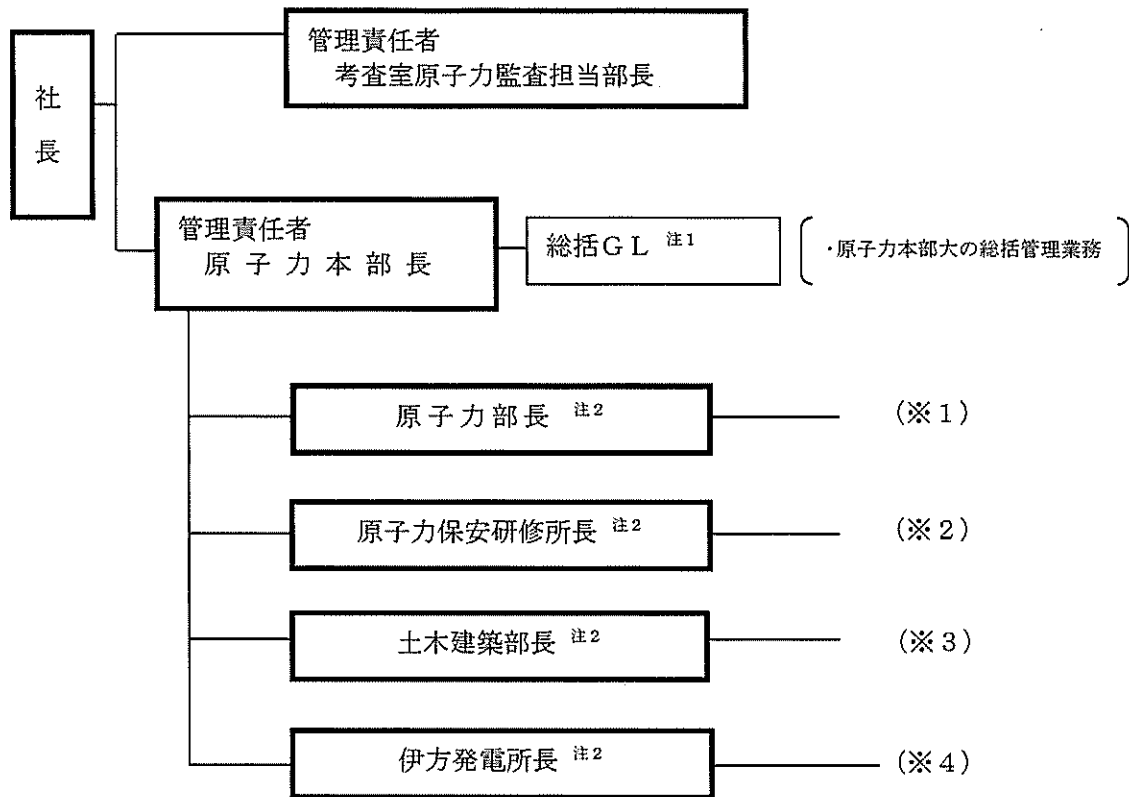 社長
管理責任者
考査室原子力監査担当部長
管理責任者
原子力本部長
総括GL 注1
・原子力本部大の総括管理業務
原子力部長 注2
(※1)
原子力保安研修所長 注2
(※2)
土木建築部長 注2
(※3)
伊方発電所長 注2
(※4)